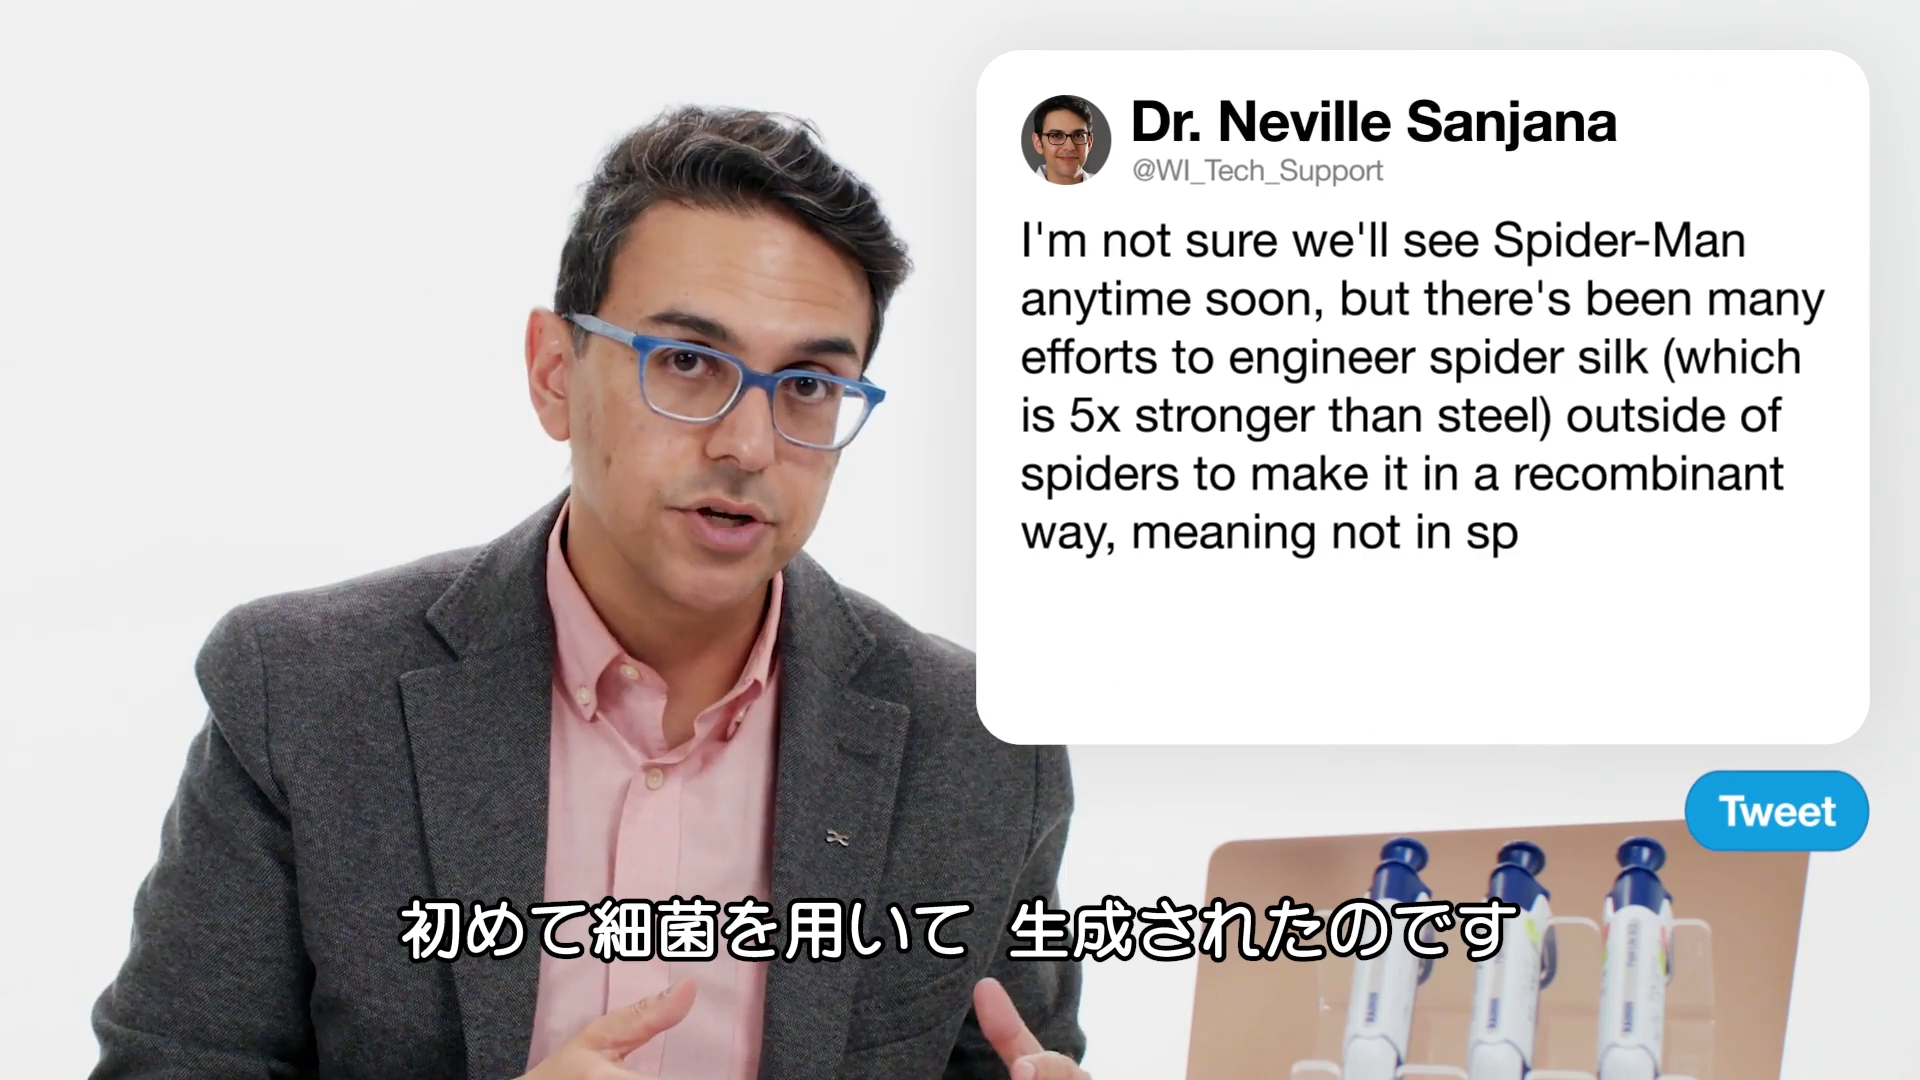 Dr. Neville Sanjana
@WI_Tech_Support
I'm not sure we'll see Spider-Man
anytime soon, but there's been many
efforts to engineer spider silk (which
is 5x stronger than steel) outside of
spiders to make it in a recombinant
way, meaning not in sp
Tweet
初めて細菌を用いて 生成されたのです
RAININ
RAININ
RAININ